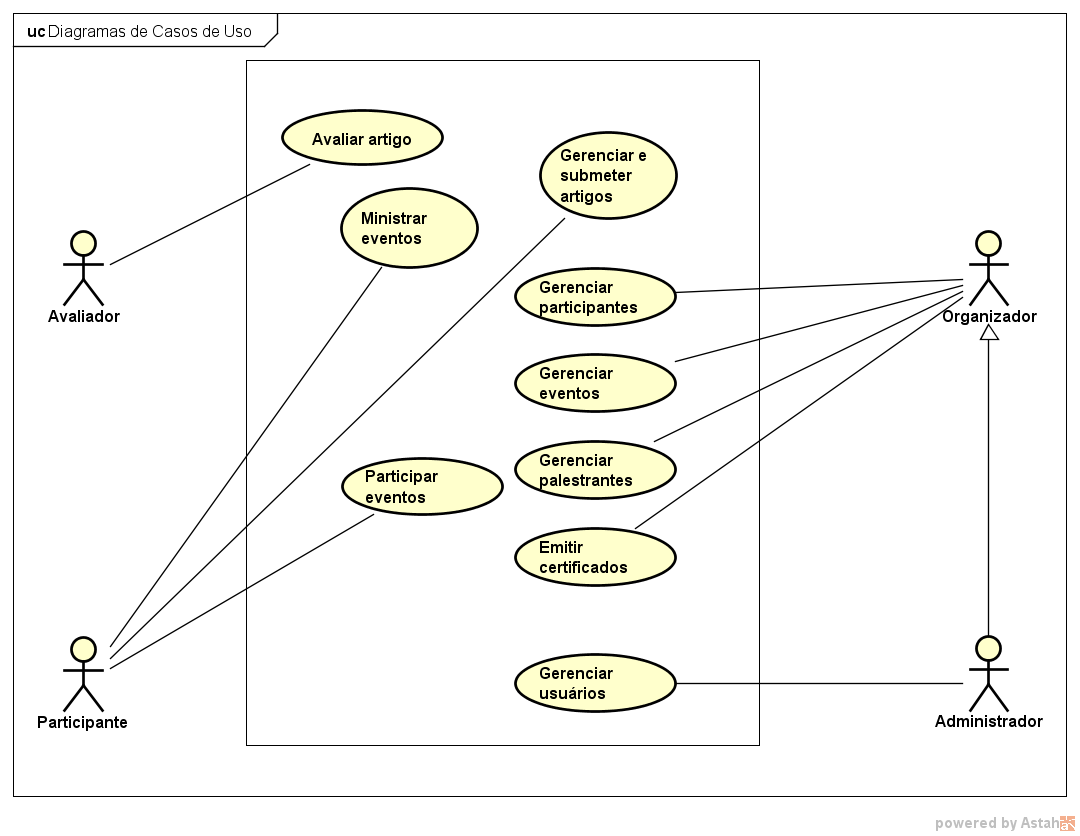 uc Diagramas de Casos de Uso
Avaliar artigo
Gerenciar e
submeter
artigos
Ministrar
eventos
Avaliador
Gerenciar
participantes
Organizador
Gerenciar
eventos
Gerenciar
palestrantes
Participar
eventos
Emitir
certificados
Gerenciar
usuários
Participante
Administrador
powered by Astah